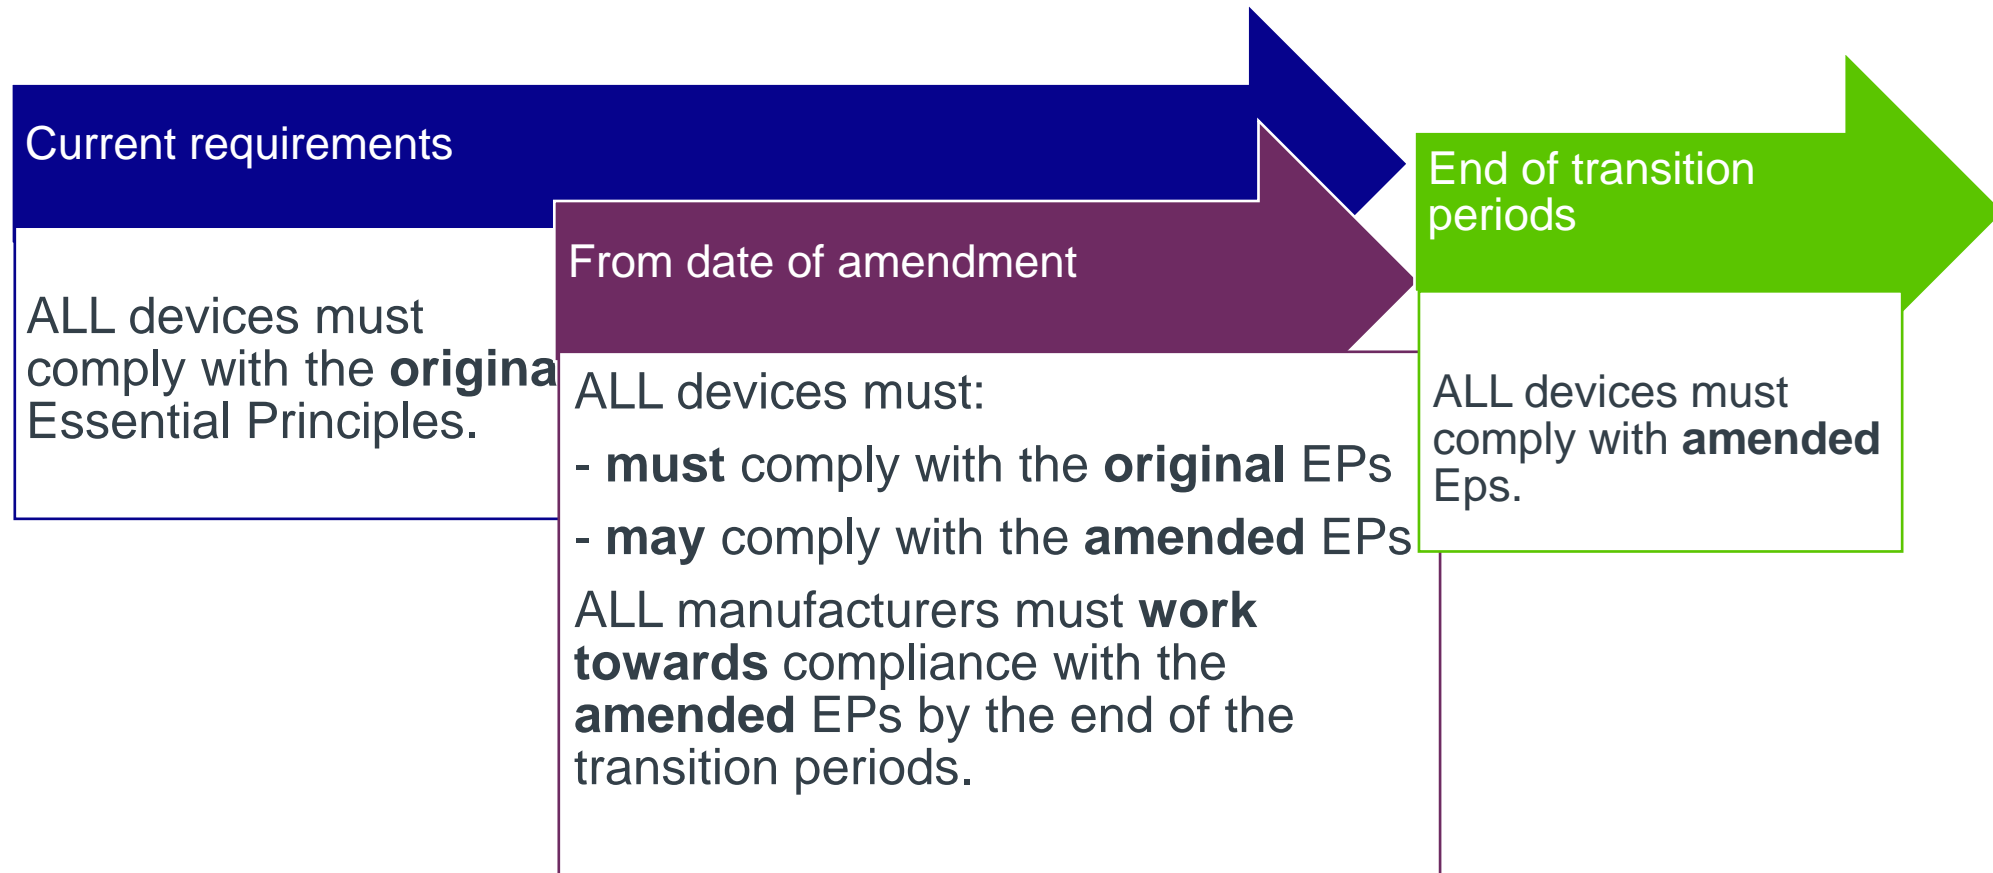 Current requirements
ALL devices must
comply with the origina
Essential Principles.
From date of amendment
ALL devices must:
- must comply with the original EPs
- may comply with the amended EPs
ALL manufacturers must work
towards compliance with the
amended EPs by the end of the
transition periods.
End of transition
periods
ALL devices must
comply with amended
Eps.